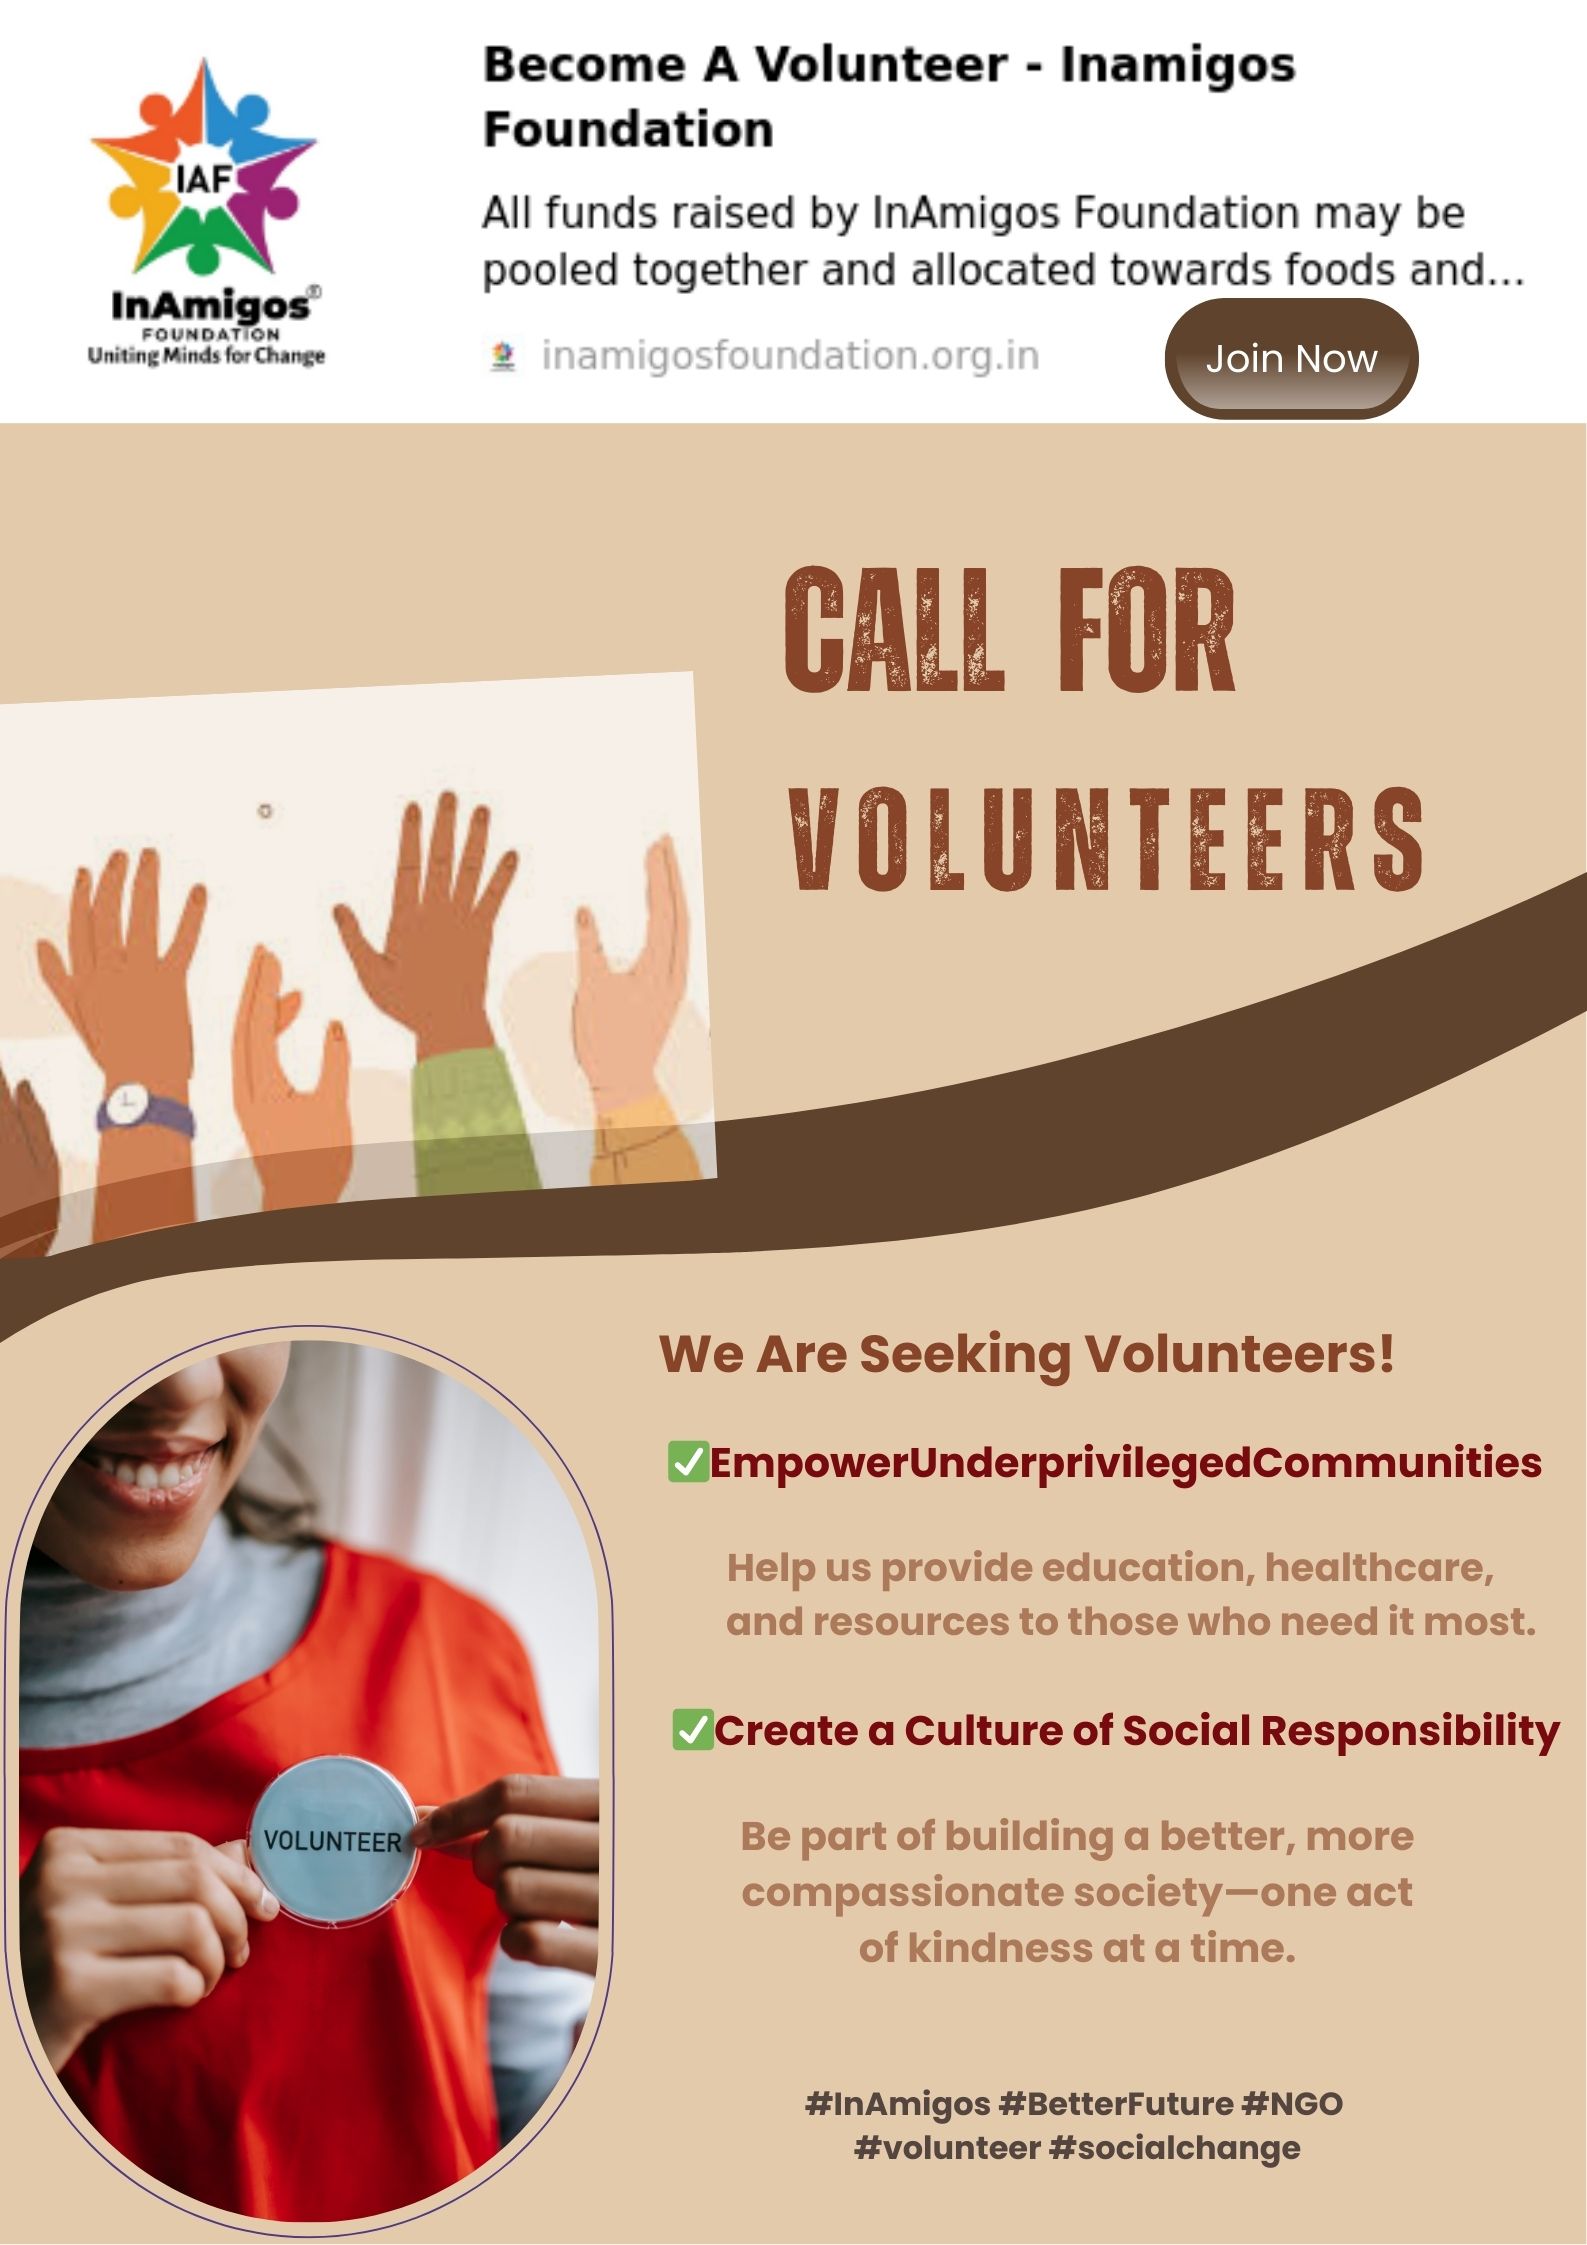 IAF
InAmigos®
FOUNDATION
Uniting Minds for Change
Become A Volunteer - Inamigos
Foundation
All funds raised by InAmigos Foundation may be
pooled together and allocated towards foods and...
inamigosfoundation.org.in
Join Now
CALL FOR
VOLUNTEERS
We Are Seeking Volunteers!
✅EmpowerUnderprivilegedCommunities
Help us provide education, healthcare,
and resources to those who need it most.
✅Create a Culture of Social Responsibility
Be part of building a better, more
compassionate society—one act
of kindness at a time.
VOLUNTEER
#InAmigos #BetterFuture #NGO
#volunteer #socialchange